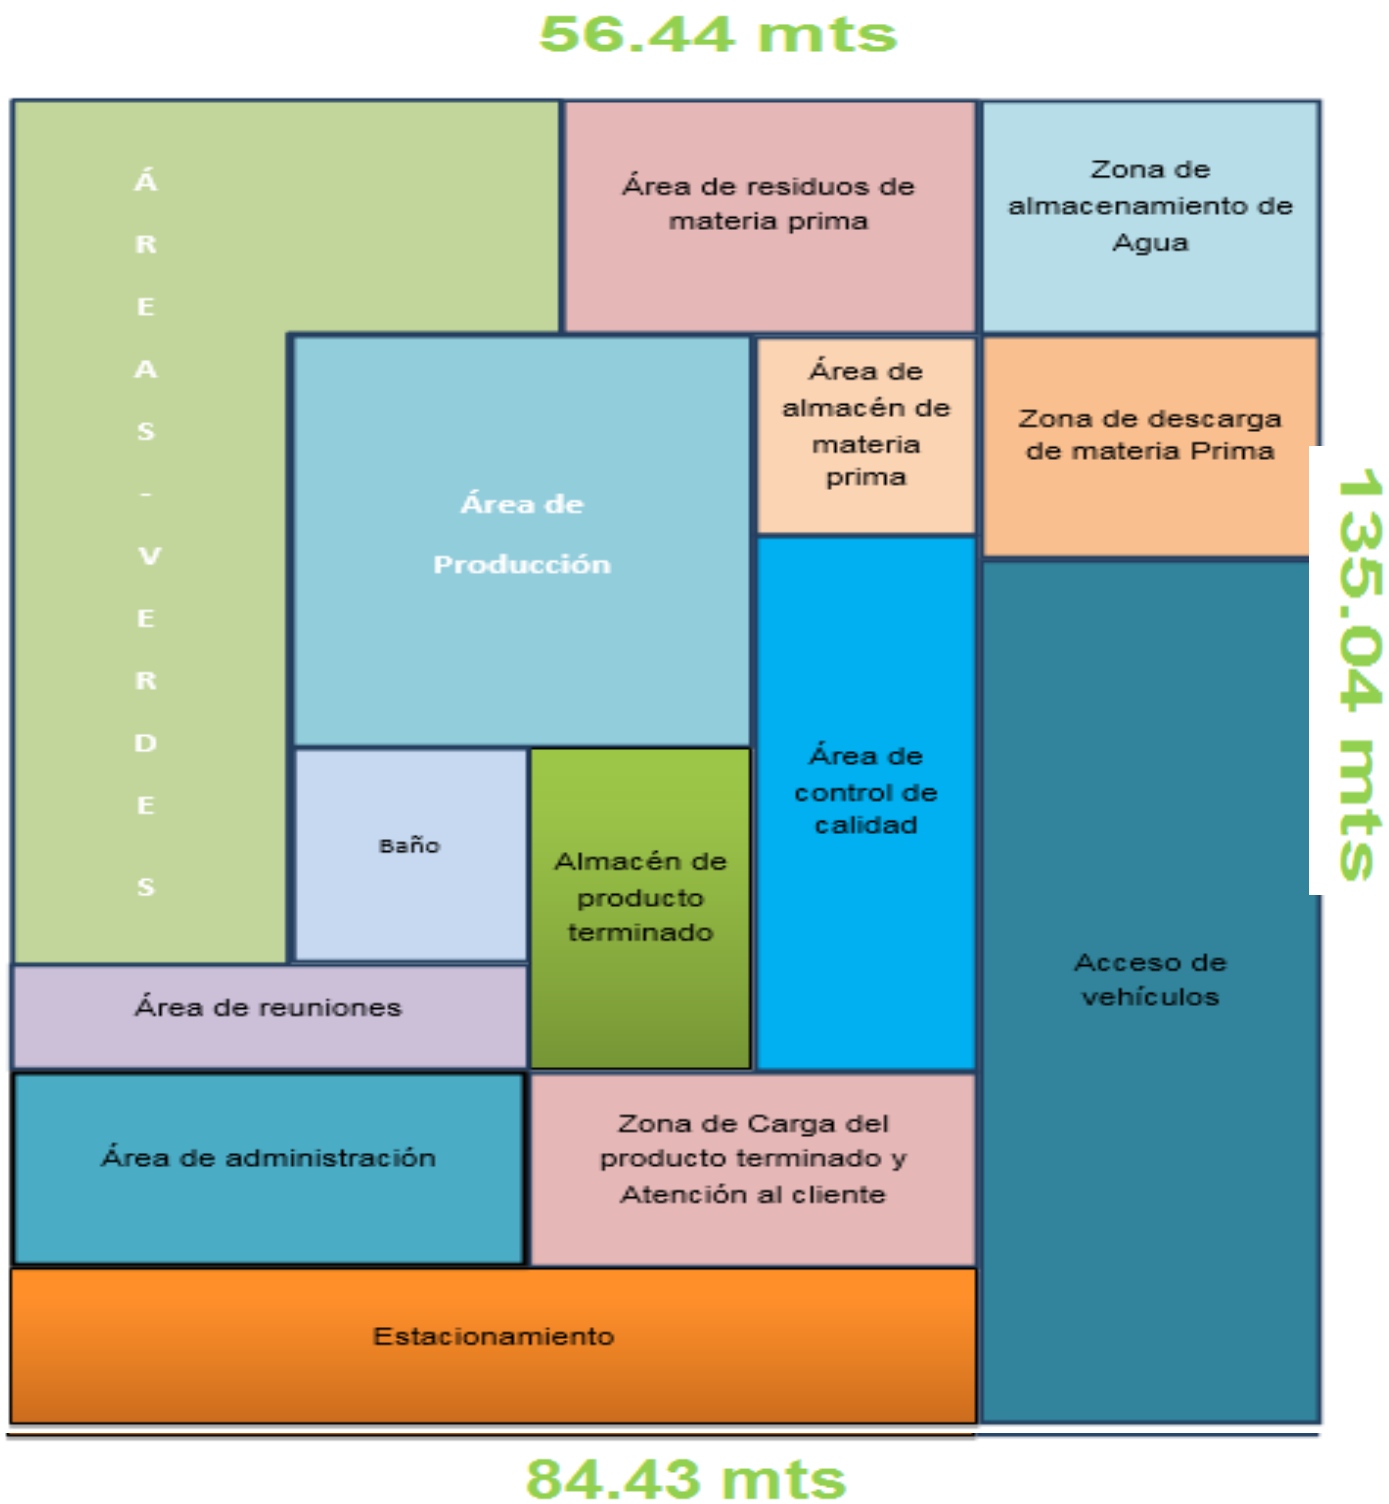 56.44 mts
Á
R
E
A
S
-
V
E
R
D
E
S
Área de residuos de
materia prima
Zona de
almacenamiento de
Agua
Área de
Producción
Área de
almacén de
materia
prima
Zona de descarga
de materia Prima
135.04 mts
Baño
Almacén de
producto
terminado
Área de
control de
calidad
Acceso de
vehículos
Área de reuniones
Área de administración
Zona de Carga del
producto terminado y
Atención al cliente
Estacionamiento
84.43 mts